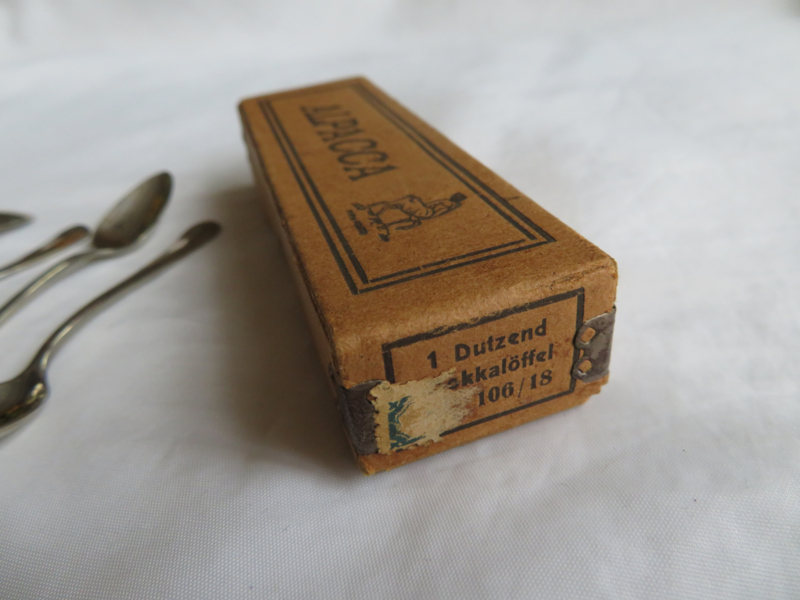 ALPACCA
1 Dutzend
kkalöffel
106/18